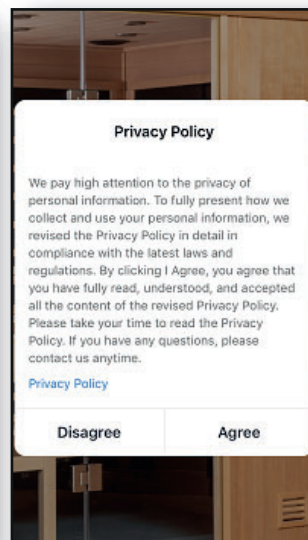 Privacy Policy
We pay high attention to the privacy of
personal information. To fully present how we
collect and use your personal information, we
revised the Privacy Policy in detail in
compliance with the latest laws and
regulations. By clicking I Agree, you agree that
you have fully read, understood, and accepted
all the content of the revised Privacy Policy.
Please take your time to read the Privacy
Policy. If you have any questions, please
contact us anytime.
Privacy Policy
Disagree
Agree